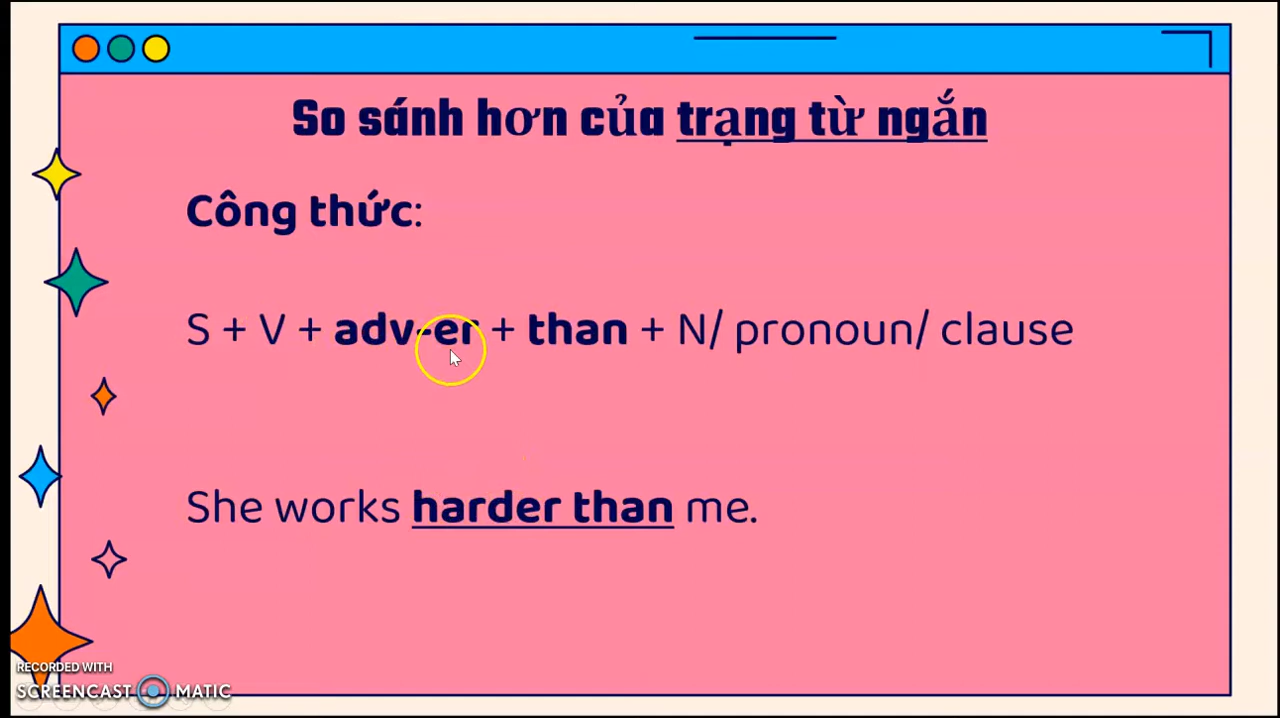 So sánh hơn của trạng từ ngắn
Công thức:
S + V + adv-er + than + N/ pronoun/ clause
She works harder than me.
RECORDED WITH
SCREENCAST MATIC